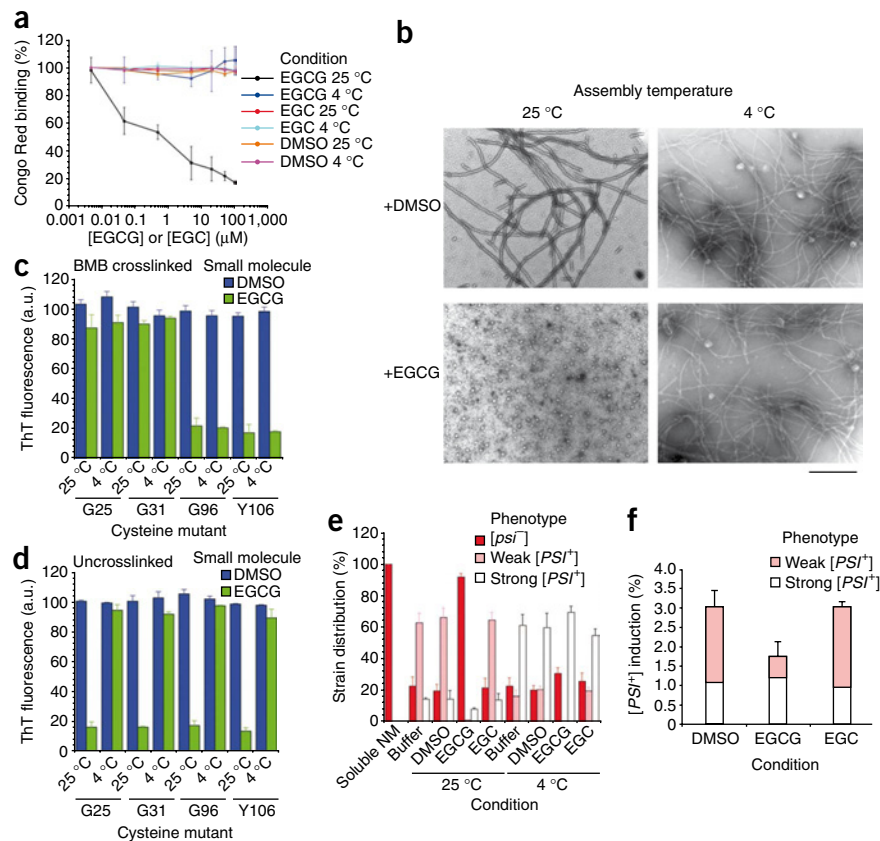 a
Congo Red binding (%)
120
100
80
60
40
20
0
0.001
0.1
10
1,000
[EGCG] or [EGC] (µM)
Condition
EGCG 25 °C
EGCG 4 °C
EGC 25 °C
EGC 4 °C
DMSO 25 °C
DMSO 4 °C
b
Assembly temperature
25 °C
4 °C
+DMSO
+EGCG
c
BMB crosslinked
Small molecule
DMSO
EGCG
ThT fluorescence (a.u.)
120
100
80
60
40
20
0
25 °C
4 °C
25 °C
4 °C
25 °C
4 °C
25 °C
4 °C
G25
G31
G96
Y106
Cysteine mutant
d
Uncrosslinked
Small molecule
DMSO
EGCG
ThT fluorescence (a.u.)
120
100
80
60
40
20
0
25 °C
4 °C
25 °C
4 °C
25 °C
4 °C
25 °C
4 °C
G25
G31
G96
Y106
Cysteine mutant
e
Phenotype
[psi⁻]
Weak [PSI⁺]
Strong [PSI⁺]
Strain distribution (%)
120
100
80
60
40
20
0
Soluble NM
Buffer
DMSO
EGCG
EGC
Buffer
DMSO
EGCG
EGC
25 °C
4 °C
Condition
f
Phenotype
Weak [PSI⁺]
Strong [PSI⁺]
[PSI⁺] induction (%)
4.0
3.5
3.0
2.5
2.0
1.5
1.0
0.5
0
DMSO
EGCG
EGC
Condition